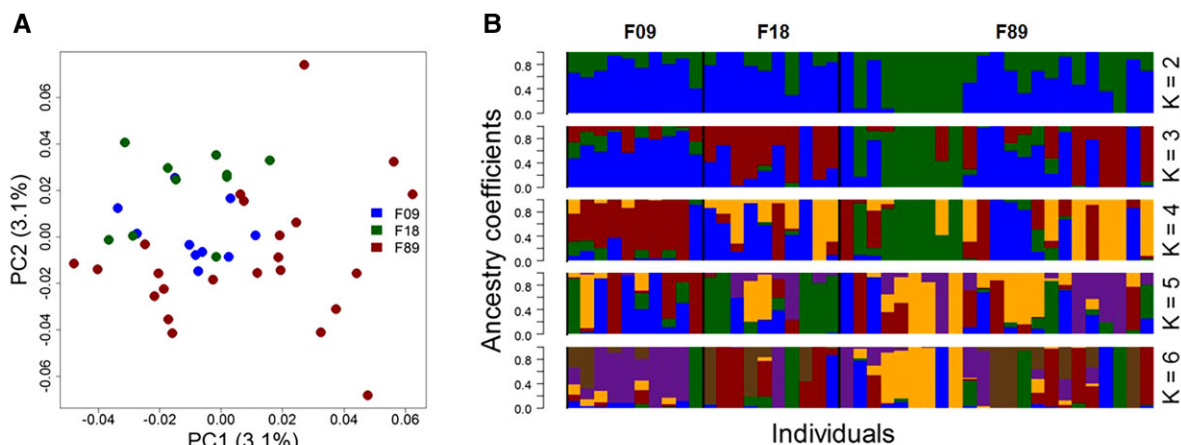 A
PC2 (3.1%)
0.06
0.04
0.02
0.00
-0.02
-0.04
-0.06
-0.04 -0.02 0.00 0.02 0.04 0.06
PC1 (3.1%)
F09
F18
F89
B
F09 F18 F89
Ancestry coefficients
0.8
0.4
0.0
K = 2
0.8
0.4
0.0
K = 3
0.8
0.4
0.0
K = 4
0.8
0.4
0.0
K = 5
0.8
0.4
0.0
K = 6
Individuals